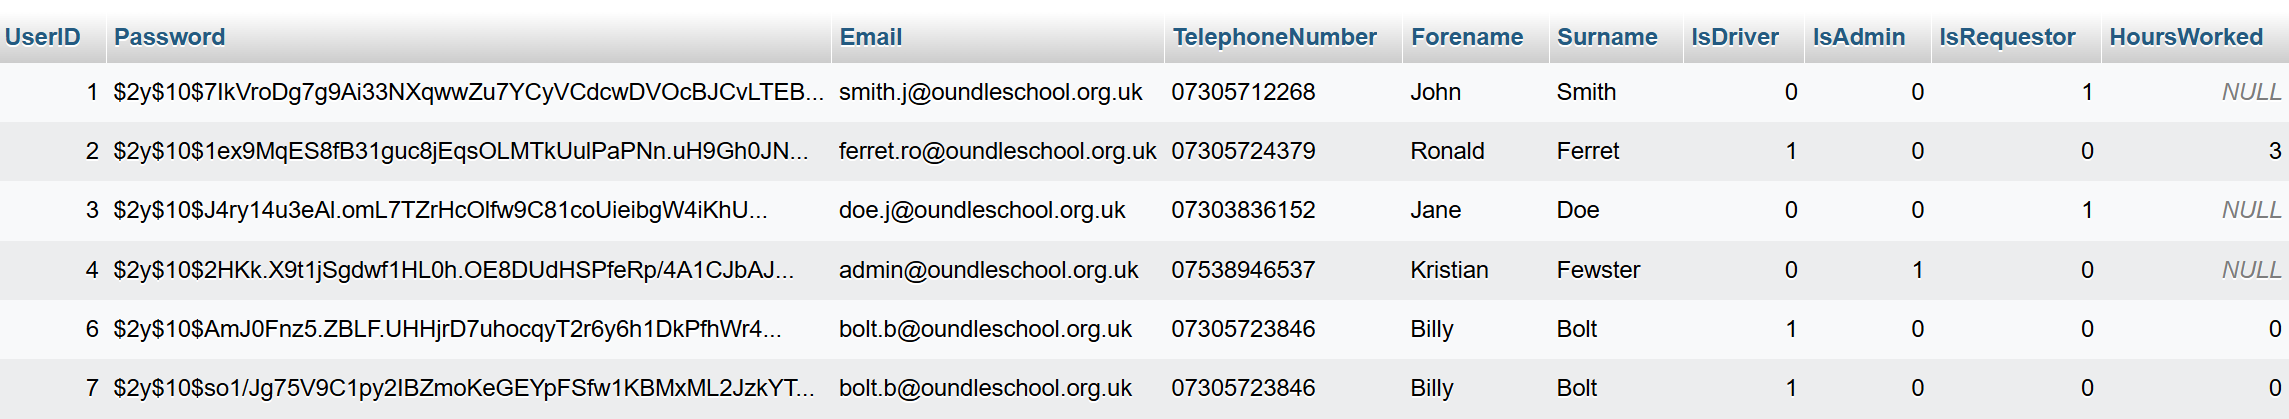 UserID Password Email TelephoneNumber Forename Surname IsDriver IsAdmin IsRequestor HoursWorked
1 $2y$10$7IkVroDg7g9Ai33NXqwwZu7YCyVCdcwDVOcBJCvLTEB... smith.j@oundleschool.org.uk 07305712268 John Smith 0 0 1 NULL
2 $2y$10$1ex9MqES8fB31guc8jEqsOLMTkUulPaPNn.uH9Gh0JN... ferret.ro@oundleschool.org.uk 07305724379 Ronald Ferret 1 0 0 3
3 $2y$10$J4ry14u3eAl.omL7TZrHcOlfw9C81coUieibgW4iKhU... doe.j@oundleschool.org.uk 07303836152 Jane Doe 0 0 1 NULL
4 $2y$10$2HKk.X9t1jSgdwf1HL0h.OE8DUdHSPfeRp/4A1CJbAJ... admin@oundleschool.org.uk 07538946537 Kristian Fewster 0 1 0 NULL
6 $2y$10$AmJ0Fnz5.ZBLF.UHHjrD7uhocqyT2r6y6h1DkPfhWr4... bolt.b@oundleschool.org.uk 07305723846 Billy Bolt 1 0 0 0
7 $2y$10$so1/Jg75V9C1py2IBZmoKeGEYpFSfw1KBMxML2JzkYT... bolt.b@oundleschool.org.uk 07305723846 Billy Bolt 1 0 0 0